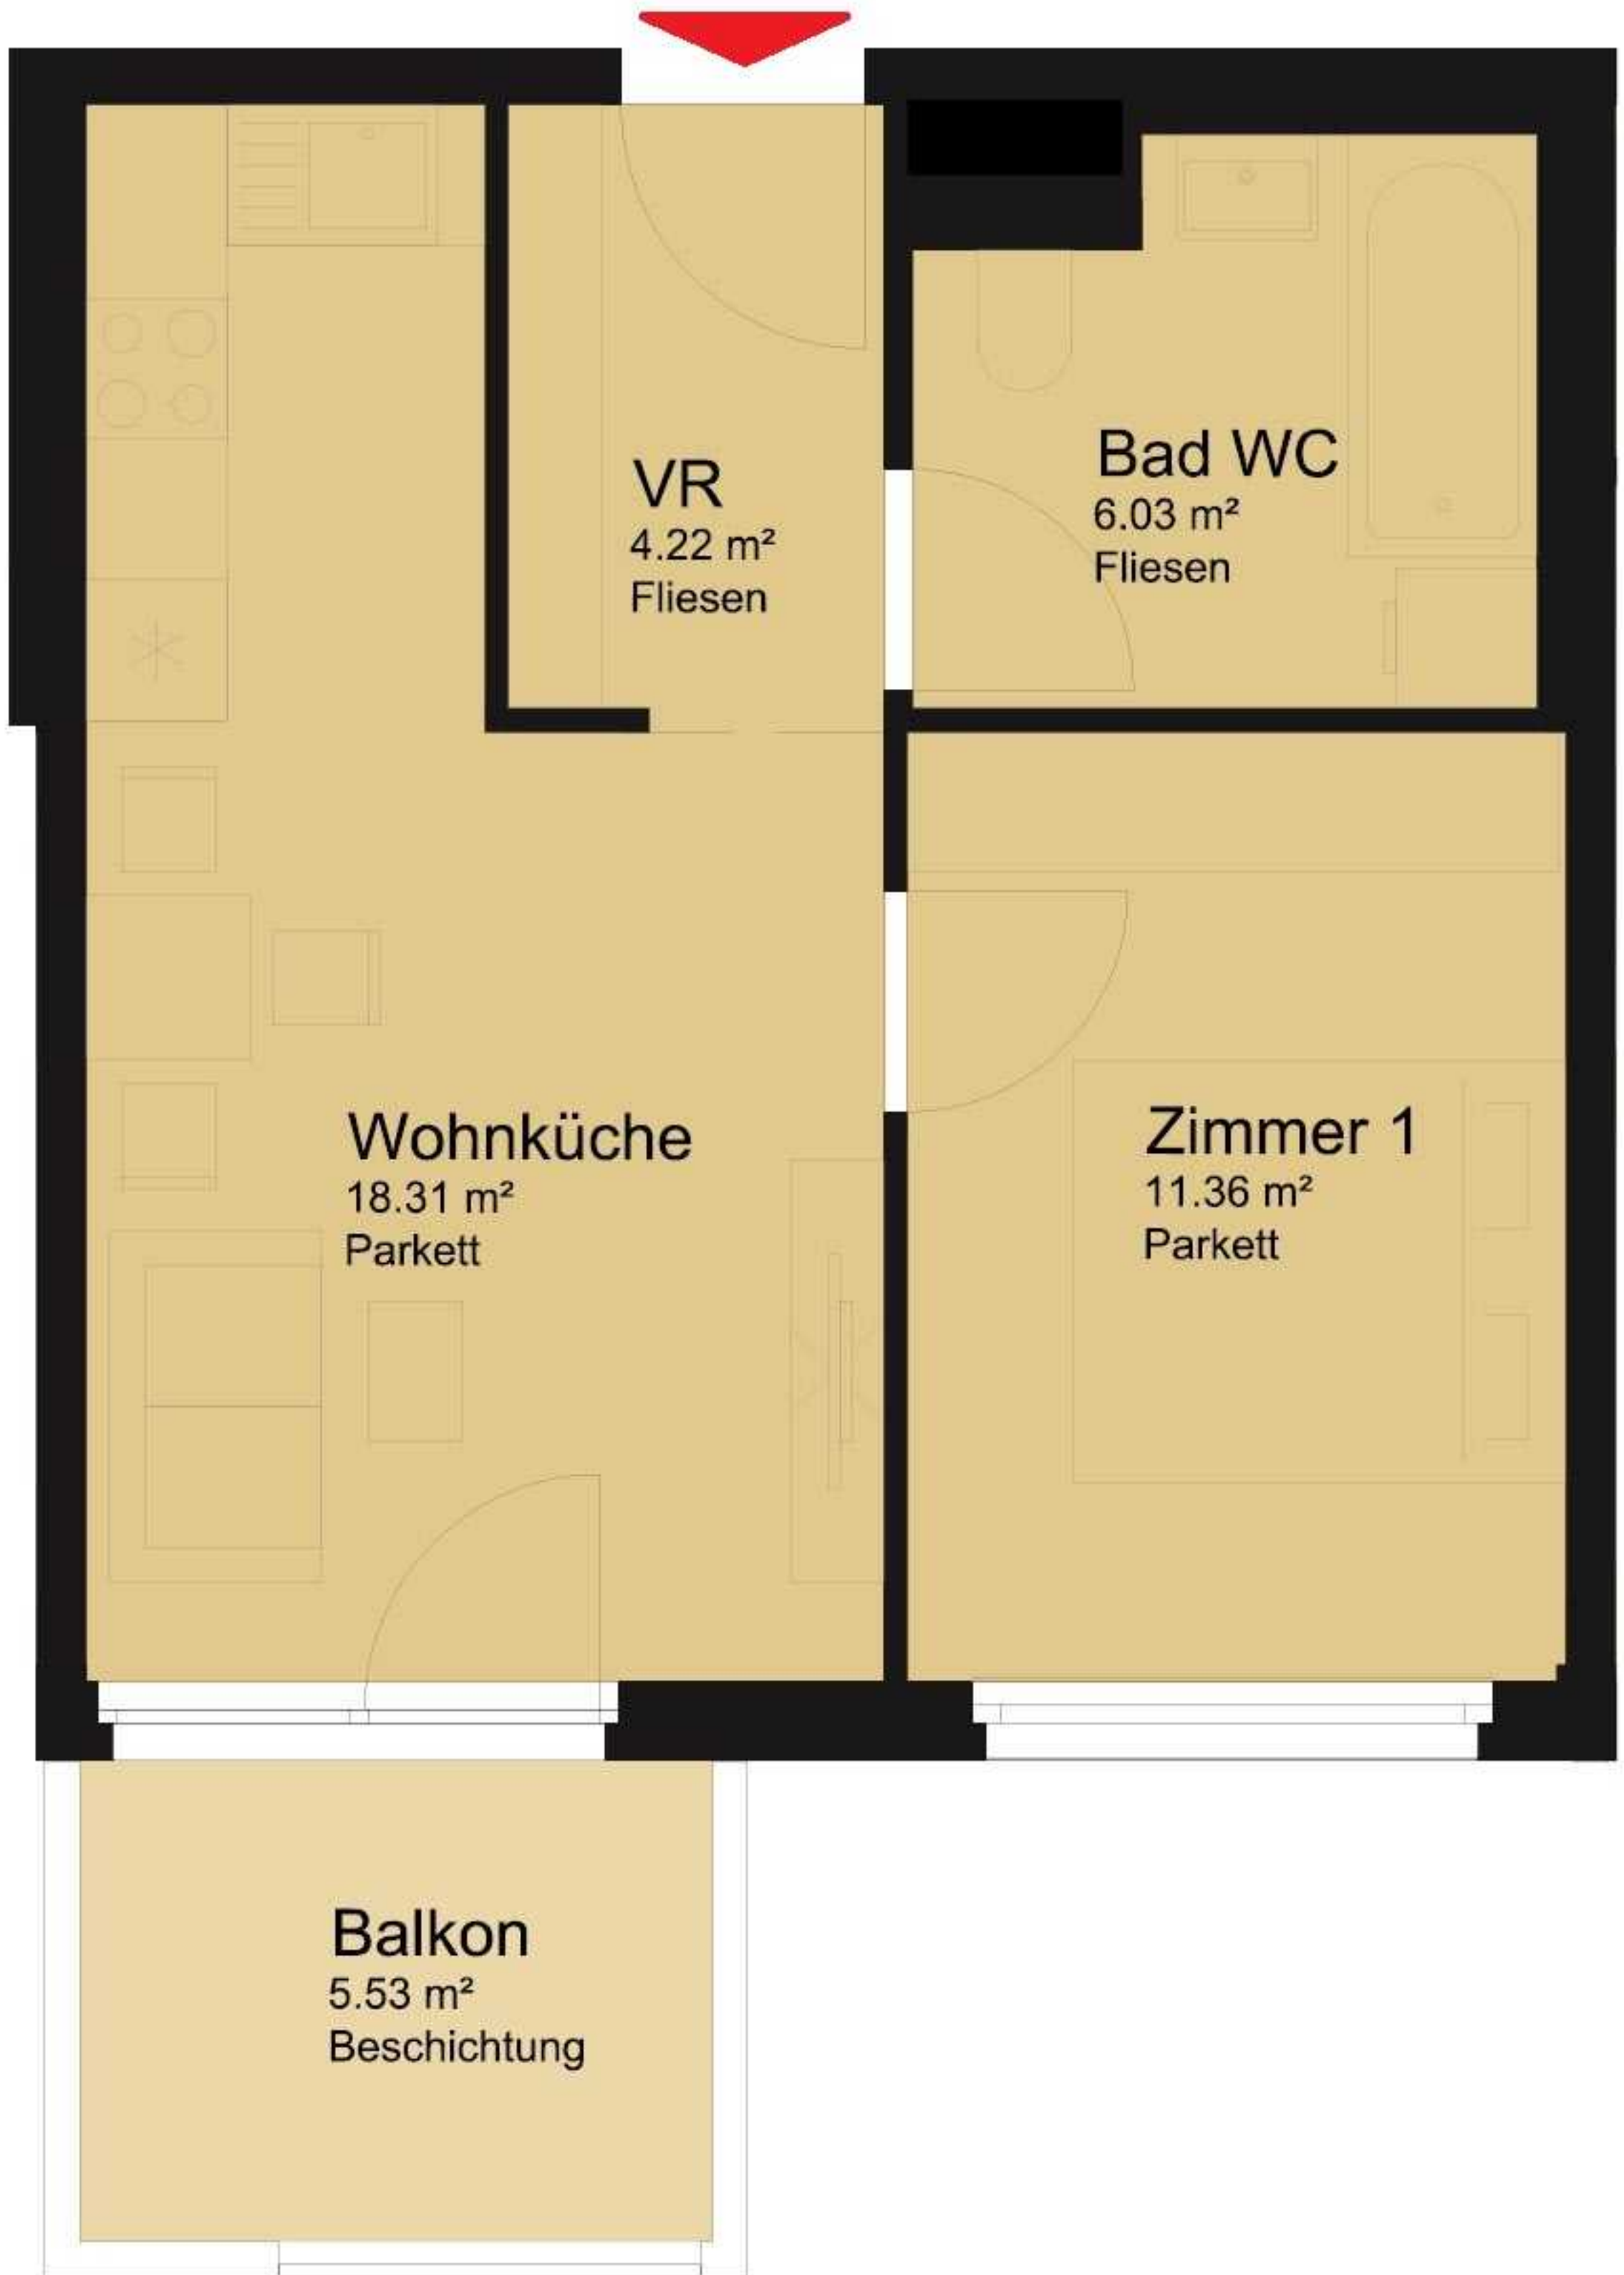 VR
4.22 m²
Fliesen
Bad WC
6.03 m²
Fliesen
Wohnküche
18.31 m²
Parkett
Zimmer 1
11.36 m²
Parkett
Balkon
5.53 m²
Beschichtung